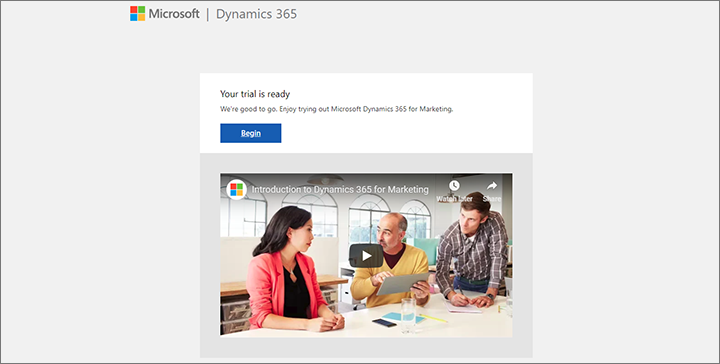 Microsoft | Dynamics 365
Your trial is ready
We're good to go. Enjoy trying out Microsoft Dynamics 365 for Marketing.
Begin
Introduction to Dynamics 365 for Marketing
Watch later
Share